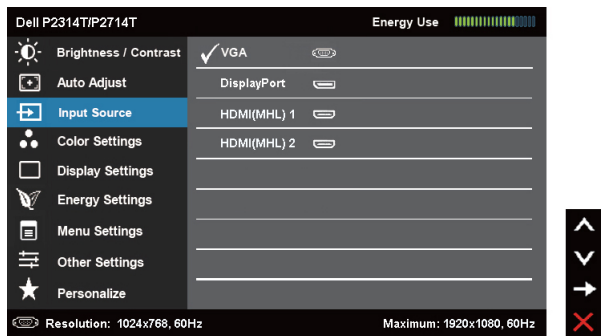 Dell P2314T/P2714T Energy Use
Brightness / Contrast VGA
Auto Adjust DisplayPort
Input Source HDMI(MHL) 1
Color Settings HDMI(MHL) 2
Display Settings
Energy Settings
Menu Settings
Other Settings
Personalize
Resolution: 1024x768, 60Hz Maximum: 1920x1080, 60Hz